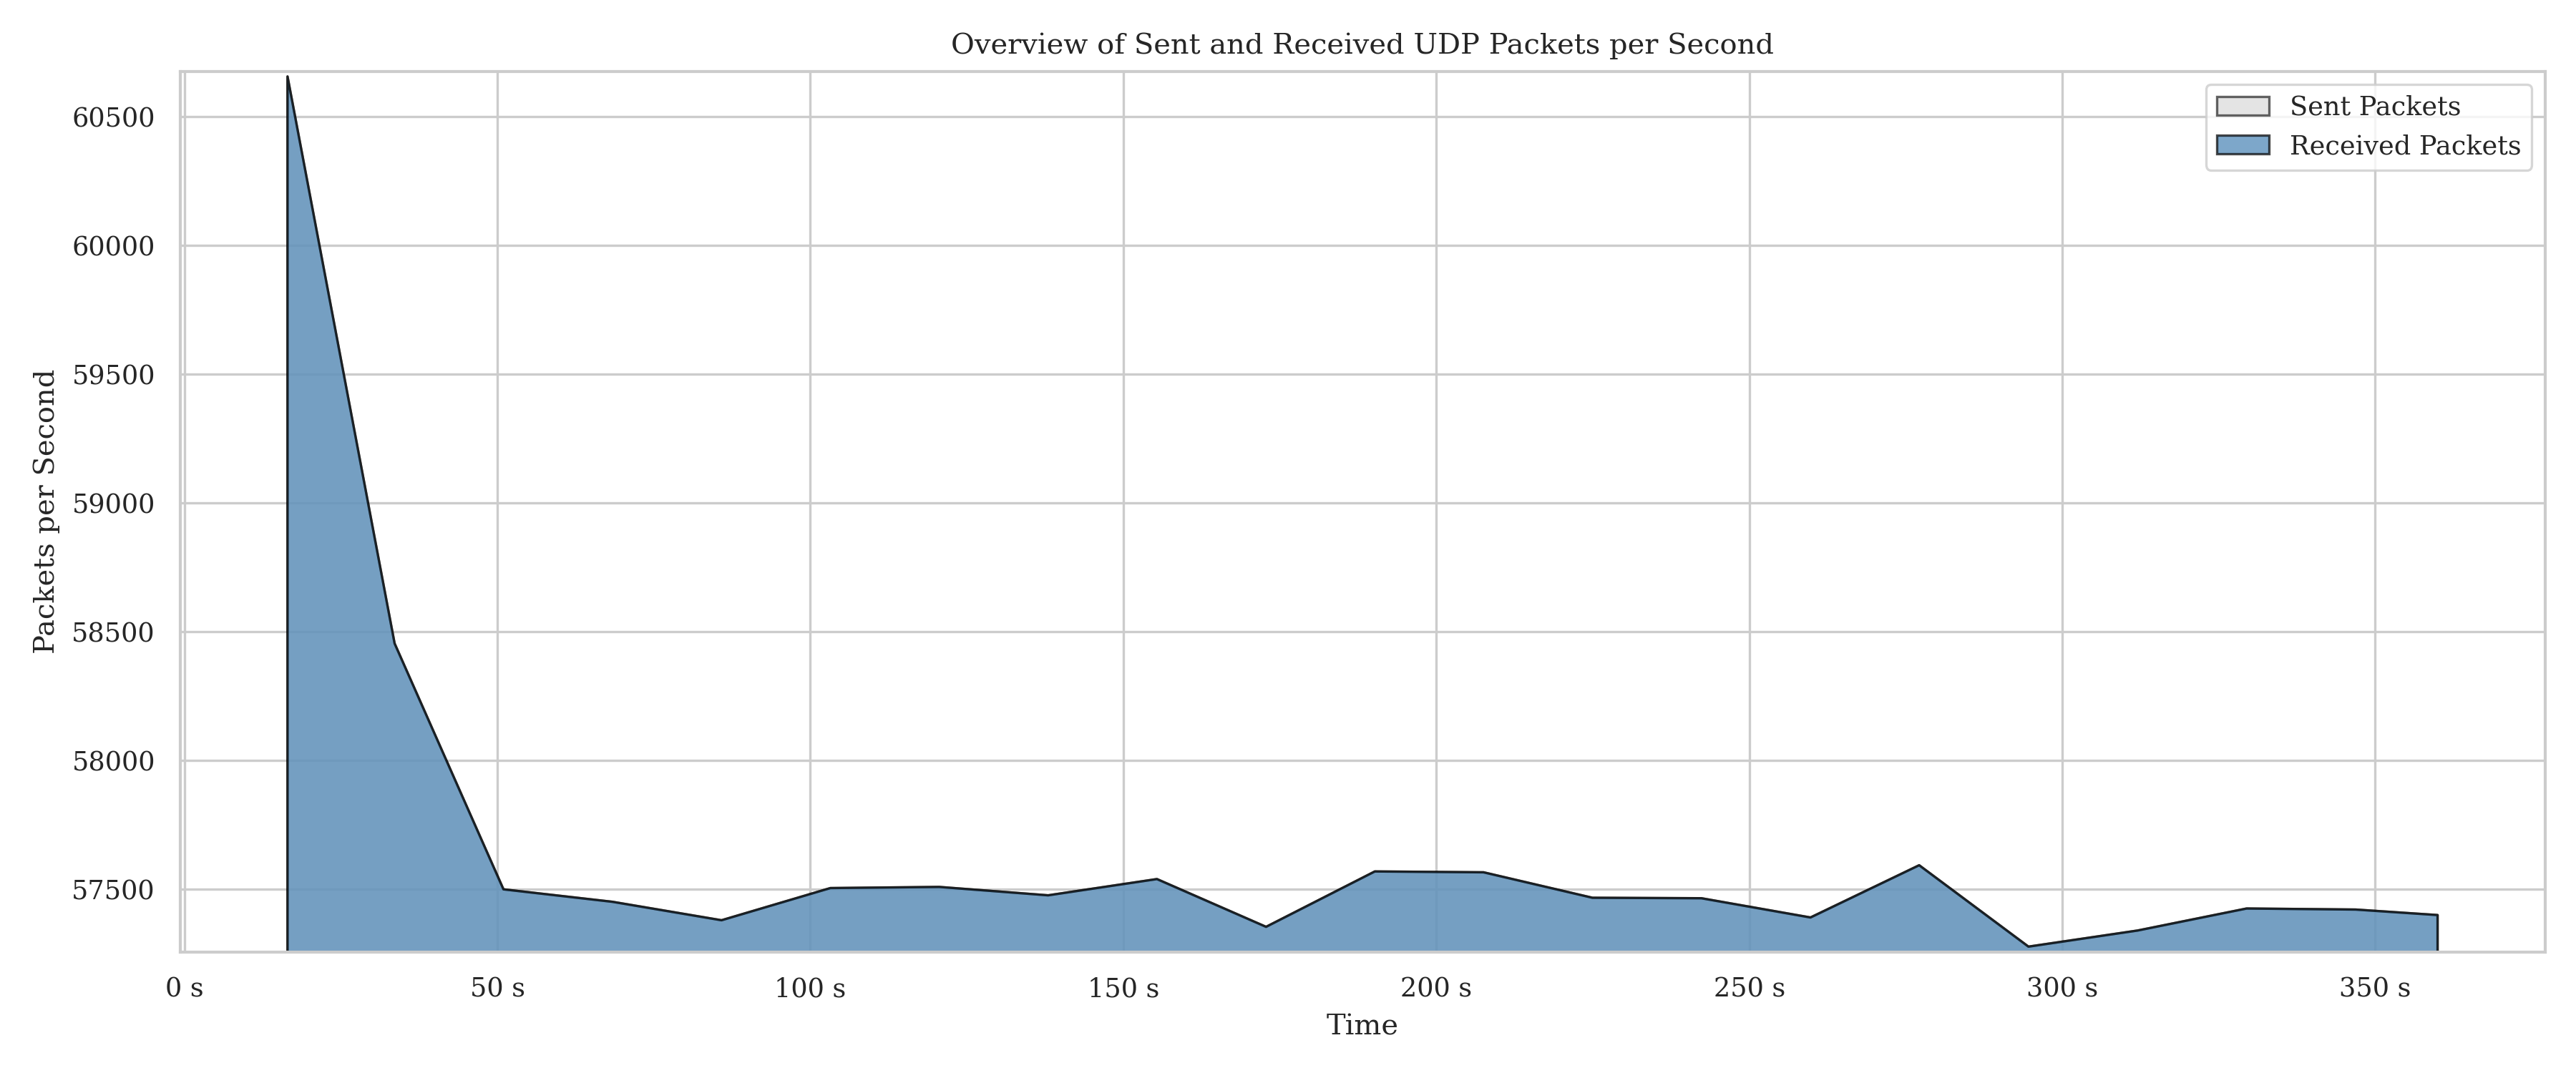 Overview of Sent and Received UDP Packets per Second
Sent Packets
Received Packets
Packets per Second
60500
60000
59500
59000
58500
58000
57500
0 s 50 s 100 s 150 s 200 s 250 s 300 s 350 s
Time